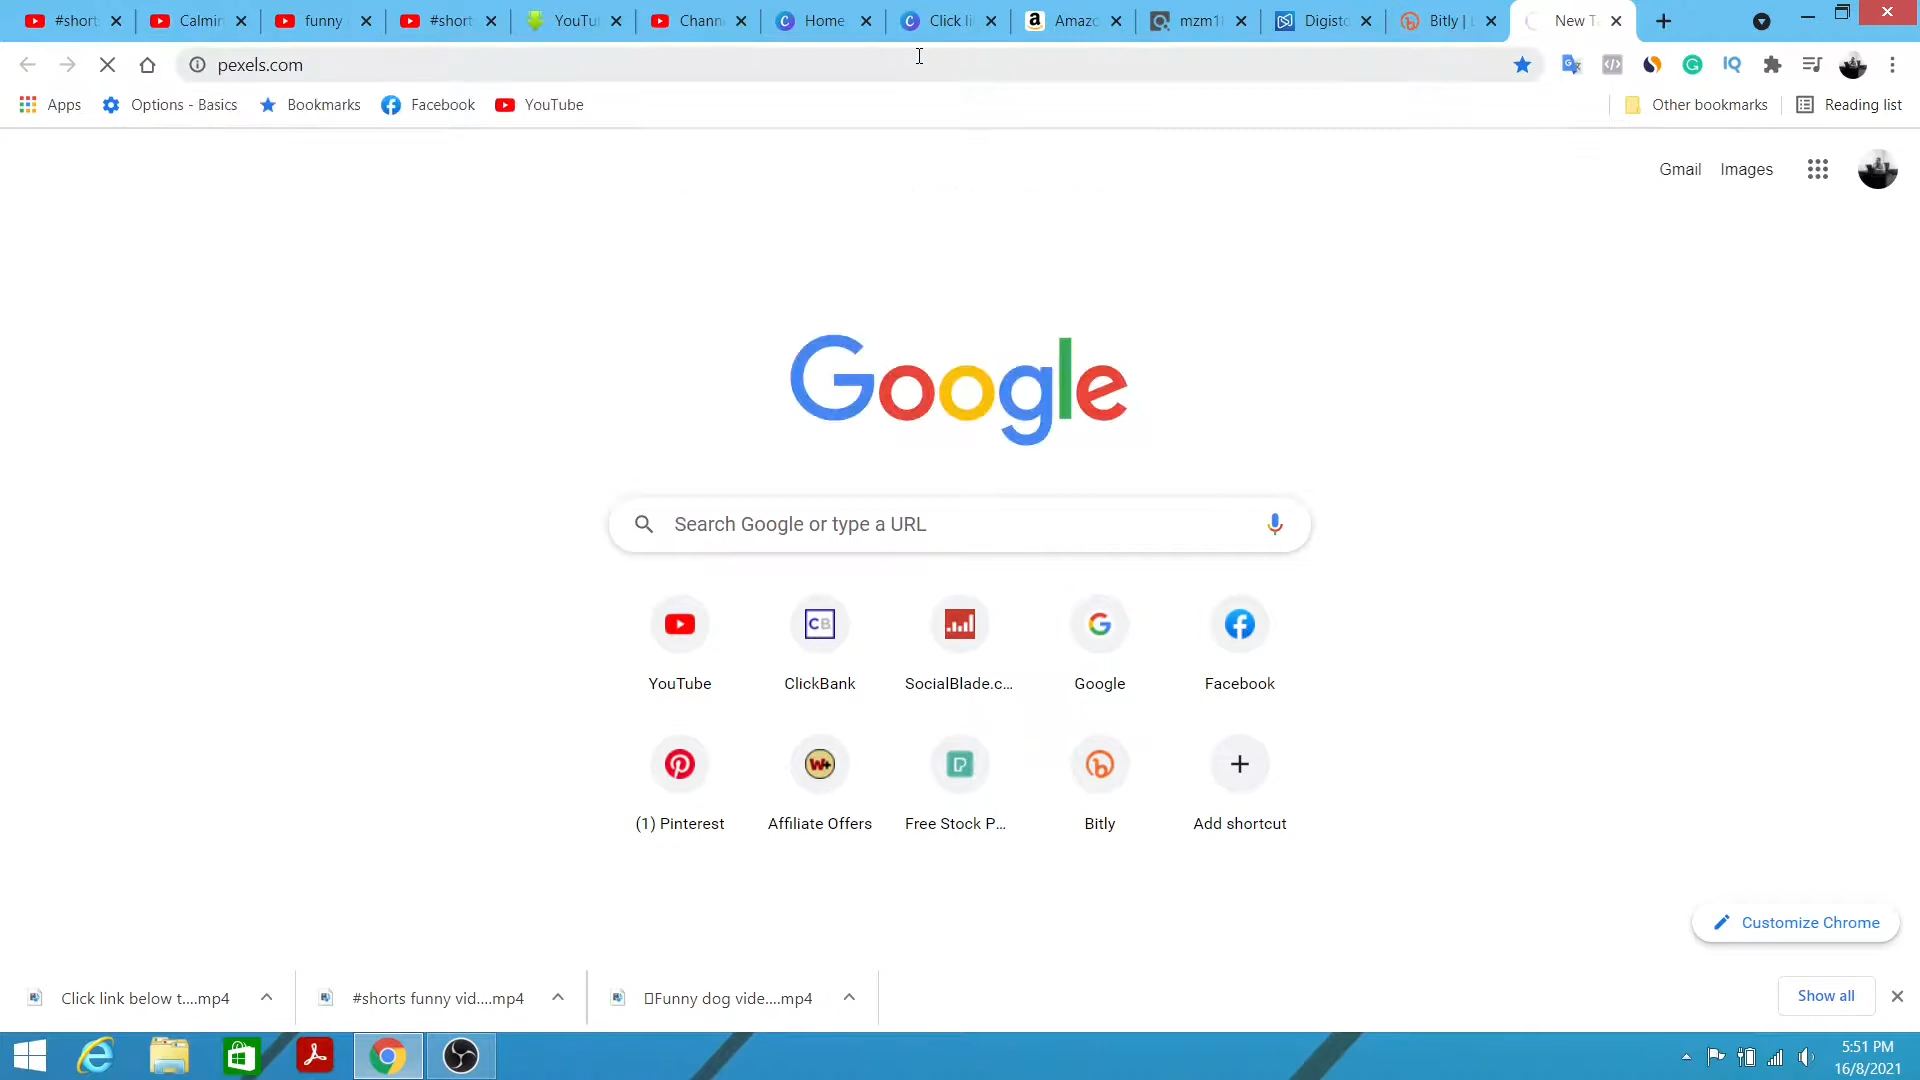 #short Calmin funny #short YouTu Chann Home Click li Amazo mzm1 Digisto Bitly | New T
pexels.com
Apps Options - Basics Bookmarks Facebook YouTube Other bookmarks Reading list
Gmail Images
Google
Search Google or type a URL
CB
YouTube ClickBank SocialBlade.c... Google Facebook
W+
(1) Pinterest Affiliate Offers Free Stock P... Bitly Add shortcut
Customize Chrome
Click link below t....mp4 #shorts funny vid....mp4 Funny dog vide....mp4 Show all
5:51 PM
16/8/2021